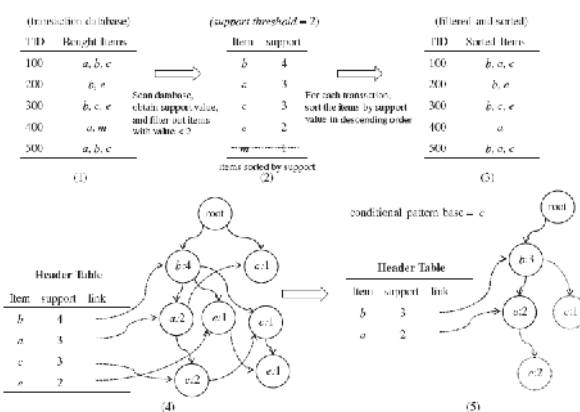 (transaction database)
TID Bought Items
100 a, b, c
200 b, e
300 b, c, e
400 a, m
500 a, b, c
(1)
Scan database,
obtain support value,
and filter out items
with value < 2
(support threshold = 2)
Item support
b 4
a 3
c 3
e 2
m 1
items sorted by support
(2)
For each transaction,
sort the items by support
value in descending order
(filtered and sorted)
TID Sorted Items
100 b, a, c
200 b, e
300 b, c, e
400 a
500 b, a, c
(3)
root
b:4
a:1
a:2
e:1
c:1
c:2
e:1
Header Table
Item support link
b 4
a 3
c 3
e 2
(4)
conditional pattern base = c
root
b:3
a:2
c:1
c:2
Header Table
Item support link
b 3
a 2
(5)